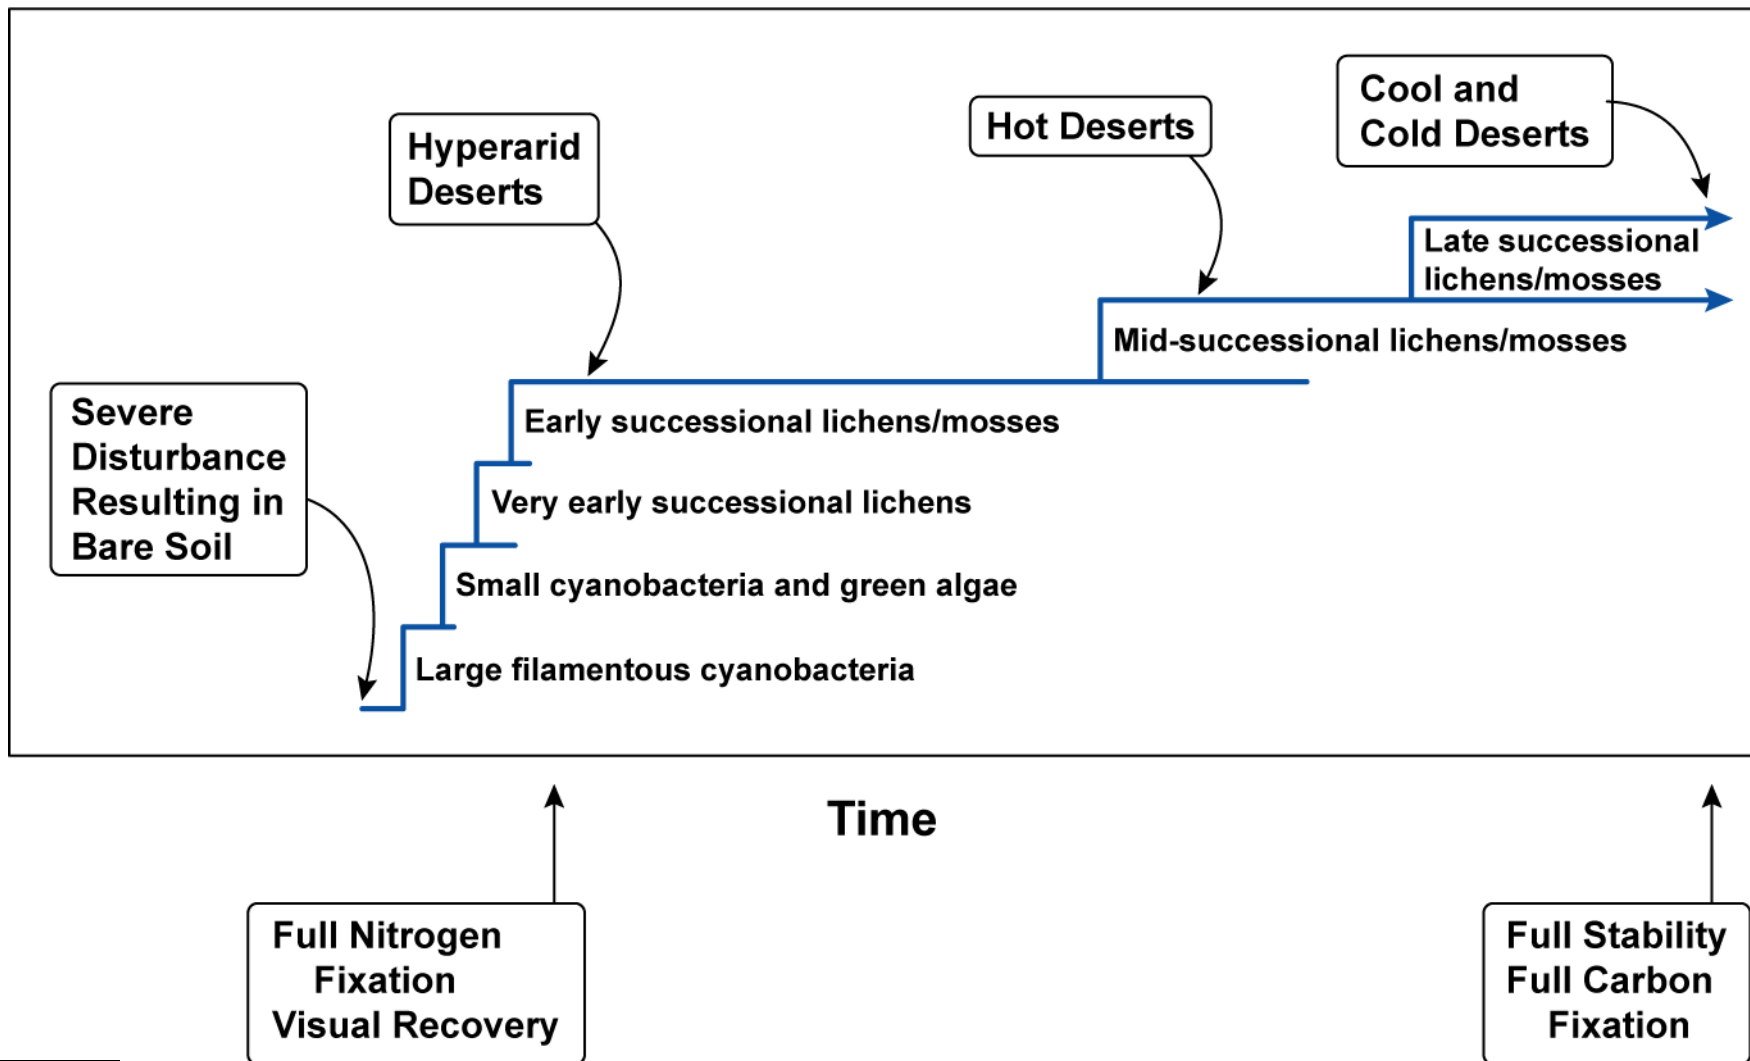 Cool and
Cold Deserts
Hot Deserts
Hyperarid
Deserts
Late successional
lichens/mosses
Mid-successional lichens/mosses
Severe
Disturbance
Resulting in
Bare Soil
Early successional lichens/mosses
Very early successional lichens
Small cyanobacteria and green algae
Large filamentous cyanobacteria
Time
Full Nitrogen
Fixation
Visual Recovery
Full Stability
Full Carbon
Fixation